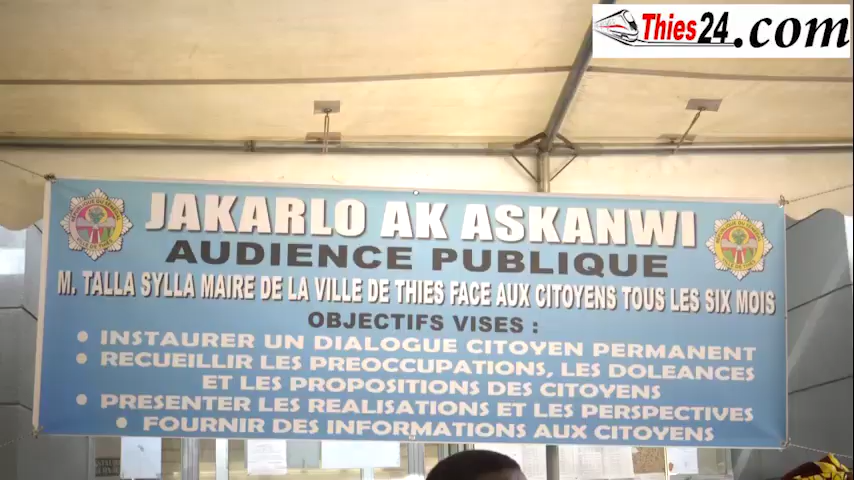 Thies24.com
JAKARLO AK ASKANWI
AUDIENCE PUBLIQUE
M. TALLA SYLLA MAIRE DE LA VILLE DE THIES FACE AUX CITOYENS TOUS LES SIX MOIS
OBJECTIFS VISES :
• INSTAURER UN DIALOGUE CITOYEN PERMANENT
• RECUEILLIR LES PREOCCUPATIONS, LES DOLEANCES
ET LES PROPOSITIONS DES CITOYENS
• PRESENTER LES REALISATIONS ET LES PERSPECTIVES
• FOURNIR DES INFORMATIONS AUX CITOYENS